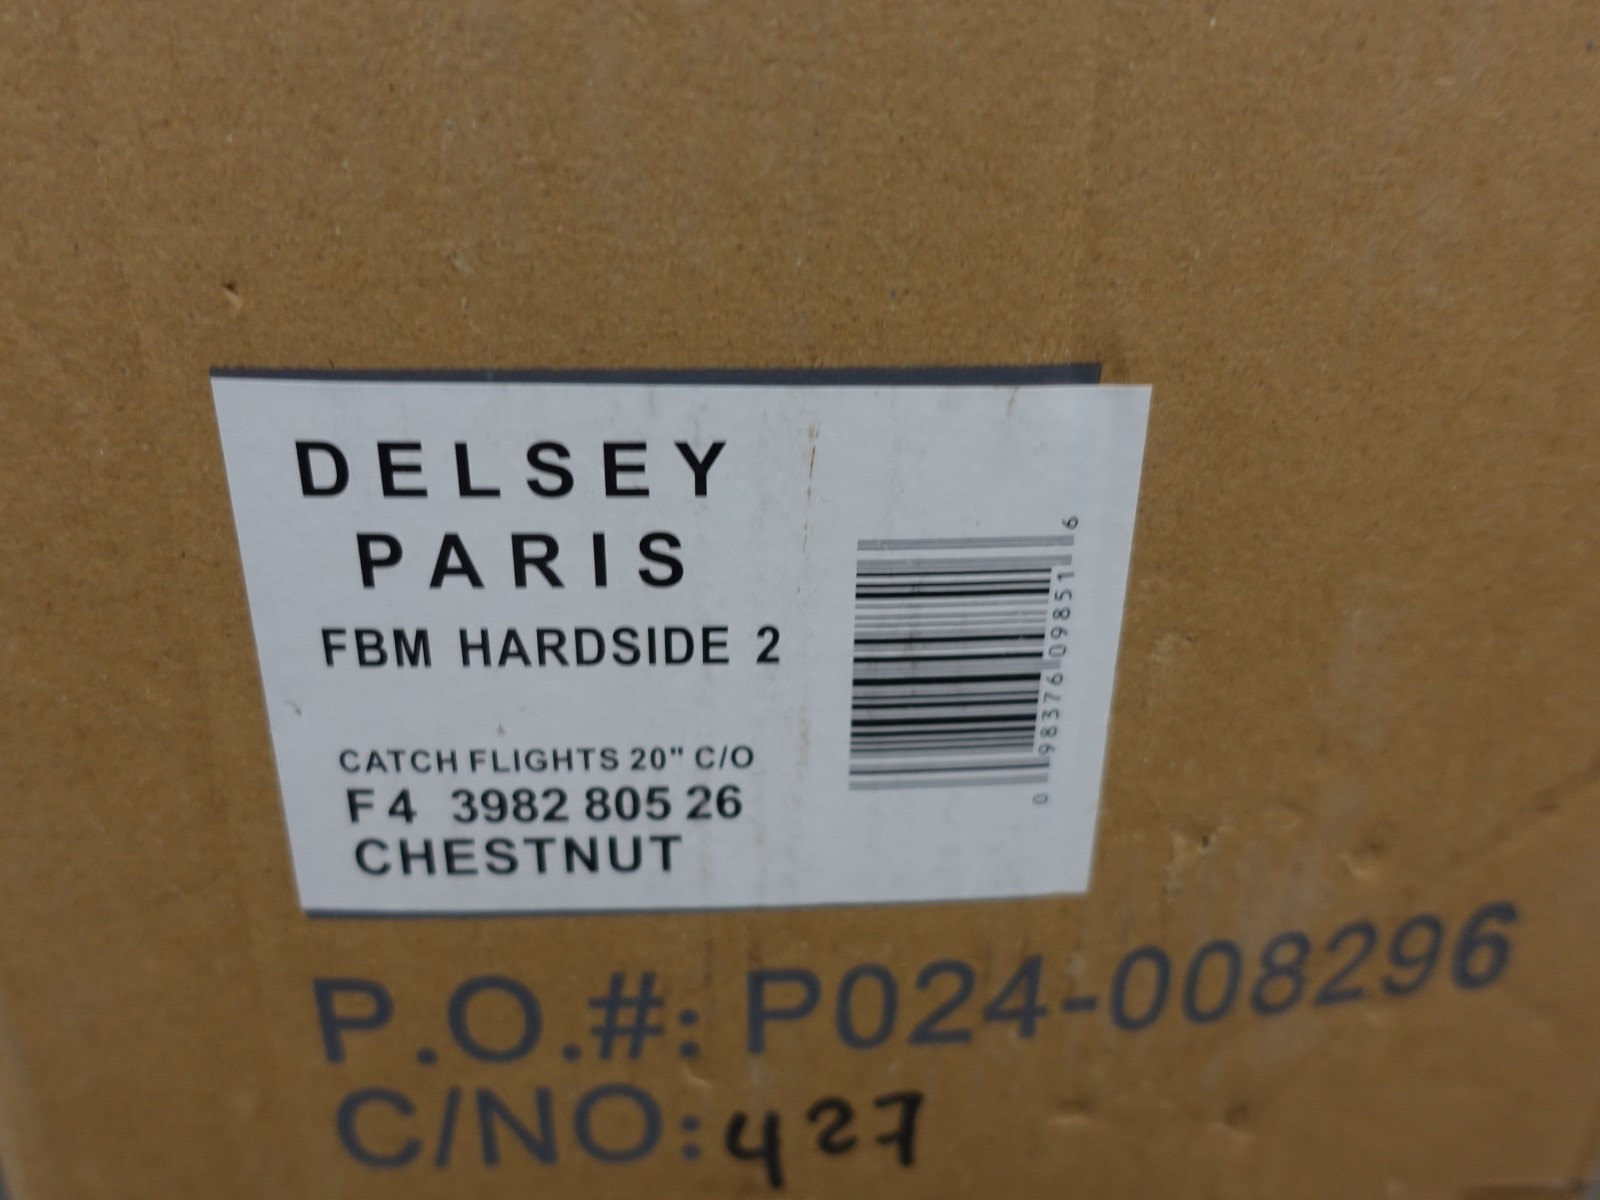 DELSEY
PARIS
FBM HARDSIDE 2
CATCH FLIGHTS 20" C/O
F 4 3982 805 26
CHESTNUT
0 98376 09851 6
P.O.#: P024-008296
C/NO: 427